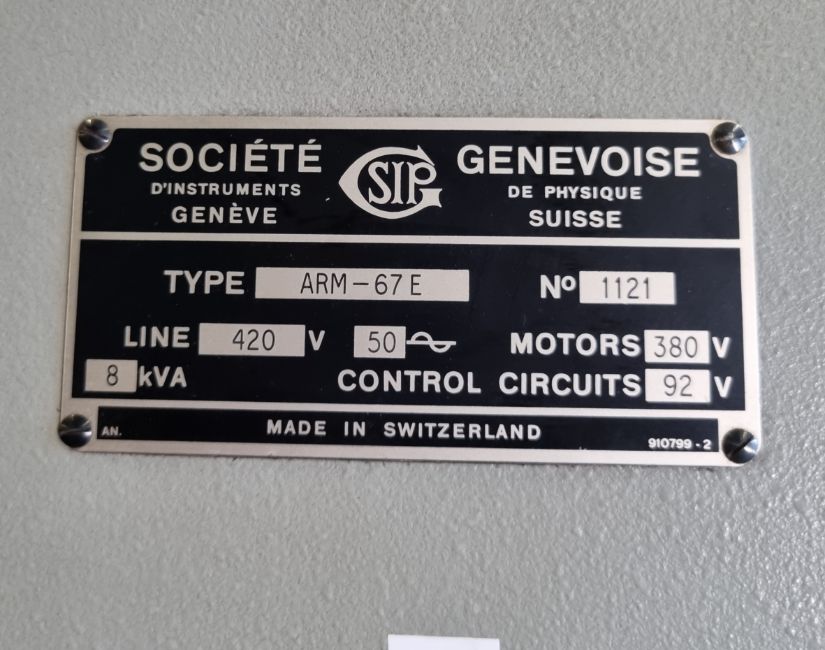 SOCIÉTÉ SIP GENEVOISE
D'INSTRUMENTS DE PHYSIQUE
GENÈVE SUISSE
TYPE ARM-67E Nº 1121
LINE 420 V 50 MOTORS 380 V
8 kVA CONTROL CIRCUITS 92 V
AN. MADE IN SWITZERLAND 910799-2